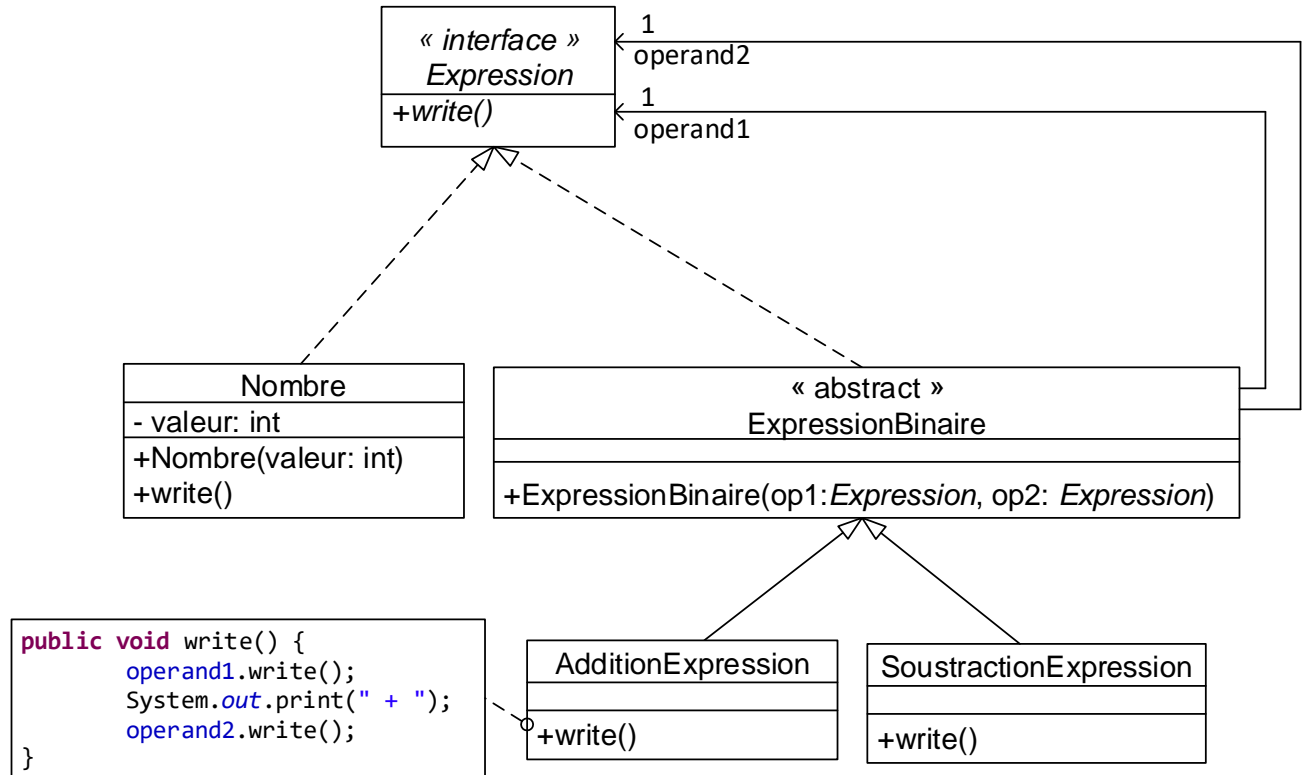 « interface »
Expression
+write()
1
operand2
1
operand1
Nombre
- valeur: int
+Nombre(valeur: int)
+write()
« abstract »
ExpressionBinaire
+ExpressionBinaire(op1:Expression, op2: Expression)
public void write() {
operand1.write();
System.out.print(" + ");
operand2.write();
}
AdditionExpression
+write()
SoustractionExpression
+write()